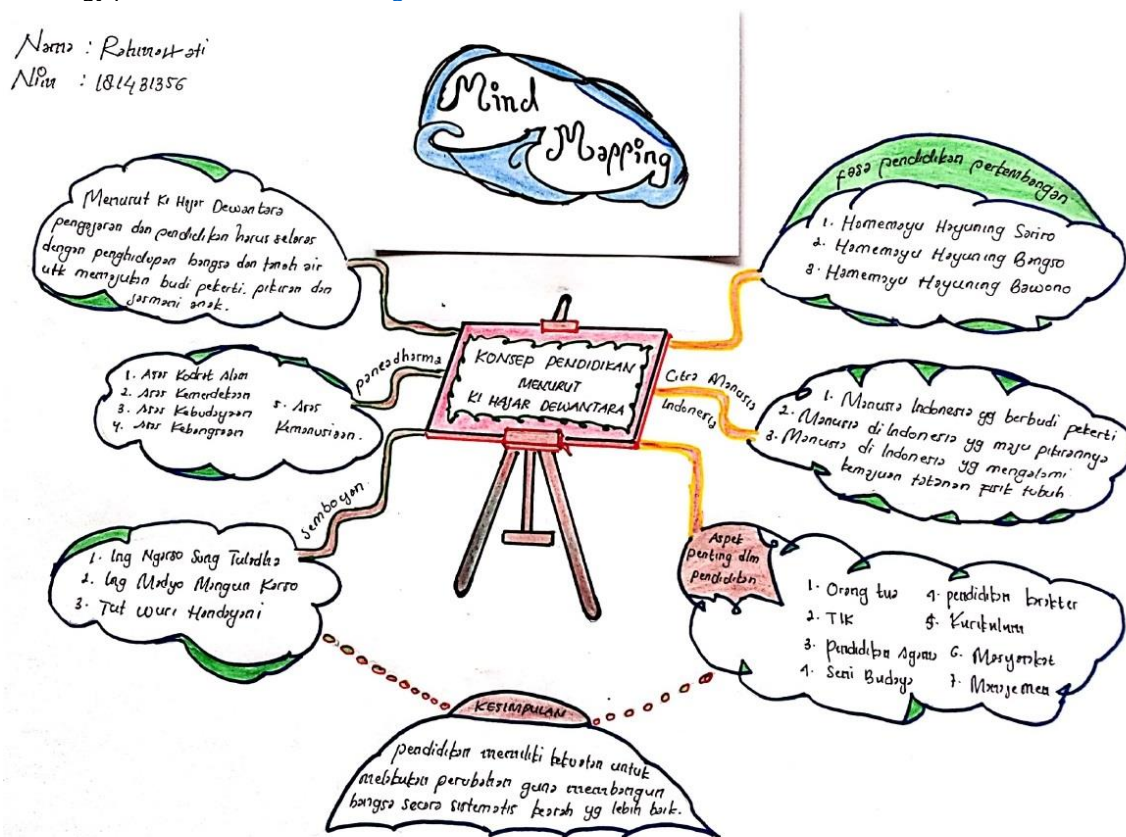 Nama : Rahmawati
Nim : 181431356
Mind
Mapping
Menurut Ki Hajar Dewantara
pengajaran dan pendidikan harus selaras
dengan penghidupan bangsa dan tanah air
utk memajukan budi pekerti. pikiran dan
jasmani anak.
pancadharma
1. Asas Kodrat Alam
2. Asas Kemerdekaan
3. Asas Kebudayaan
4. Asas Kebangsaan
5. Asas
Kemanusiaan.
Semboyan
1. Ing Ngarso Sung Tuladha
2. Ing Madyo Mangun Karso
3. Tut Wuri Handayani
KONSEP PENDIDIKAN
MENURUT
KI HAJAR DEWANTARA
fasa pendidikan perkembangan
1. Hamemayu Hayuning Sariro
2. Hamemayu Hayuning Bangso
3. Hamemayu Hayuning Bawono
Citra Manusia
Indonesia
1. Manusia Indonesia yg berbudi pekerti
2. Manusia di Indonesia yg maju pikirannya
3. Manusia di Indonesia yg mengalami
kemajuan tatanan fisik tubuh.
Aspek
penting dlm
pendidikan
1. Orang tua
2. TIK
3. Pendidikan Agama
4. Seni Budaya
4. pendidikan karakter
5. Kurikulum
6. Masyarakat
7. Manajemen
KESIMPULAN
pendidikan memiliki kekuatan untuk
melakukan perubahan guna membangun
bangsa secara sistematis kearah yg lebih baik.